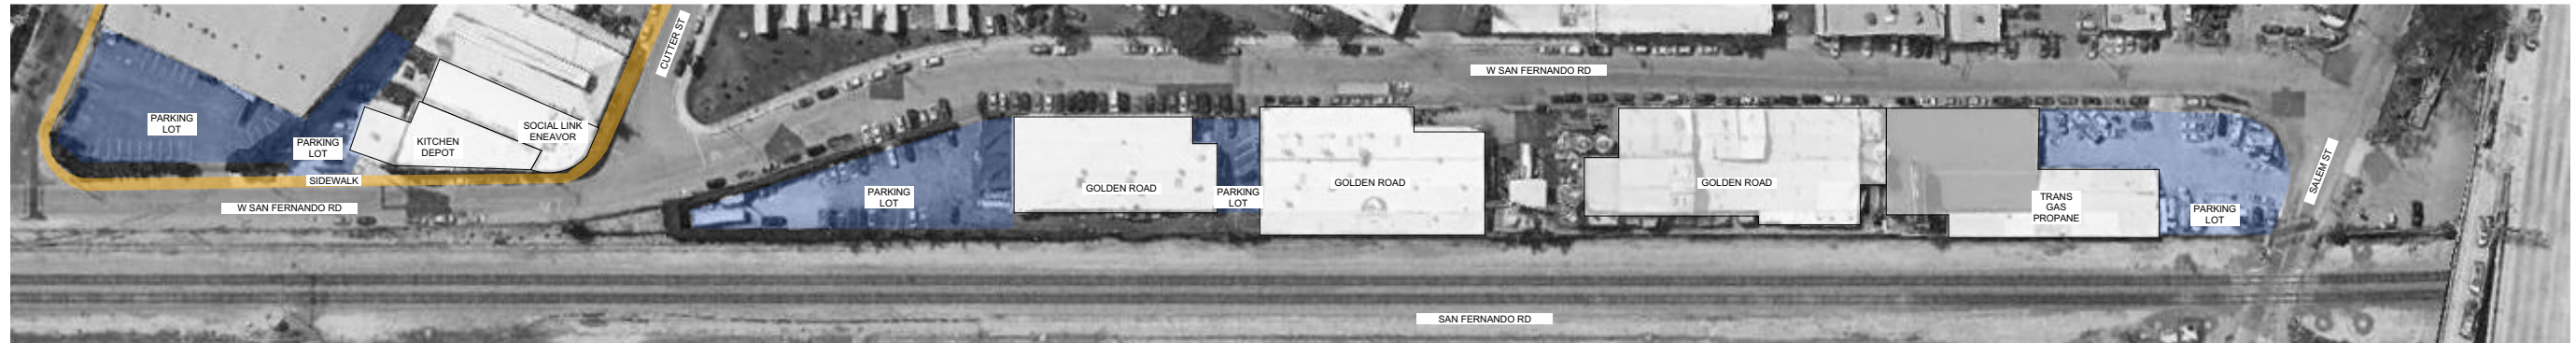 PARKING
LOT
PARKING
LOT
KITCHEN
DEPOT
SOCIAL LINK
ENEAVOR
SIDEWALK
W SAN FERNANDO RD
CUTTER ST
W SAN FERNANDO RD
PARKING
LOT
GOLDEN ROAD
PARKING
LOT
GOLDEN ROAD
GOLDEN ROAD
TRANS
GAS
PROPANE
PARKING
LOT
SALEM ST
SAN FERNANDO RD